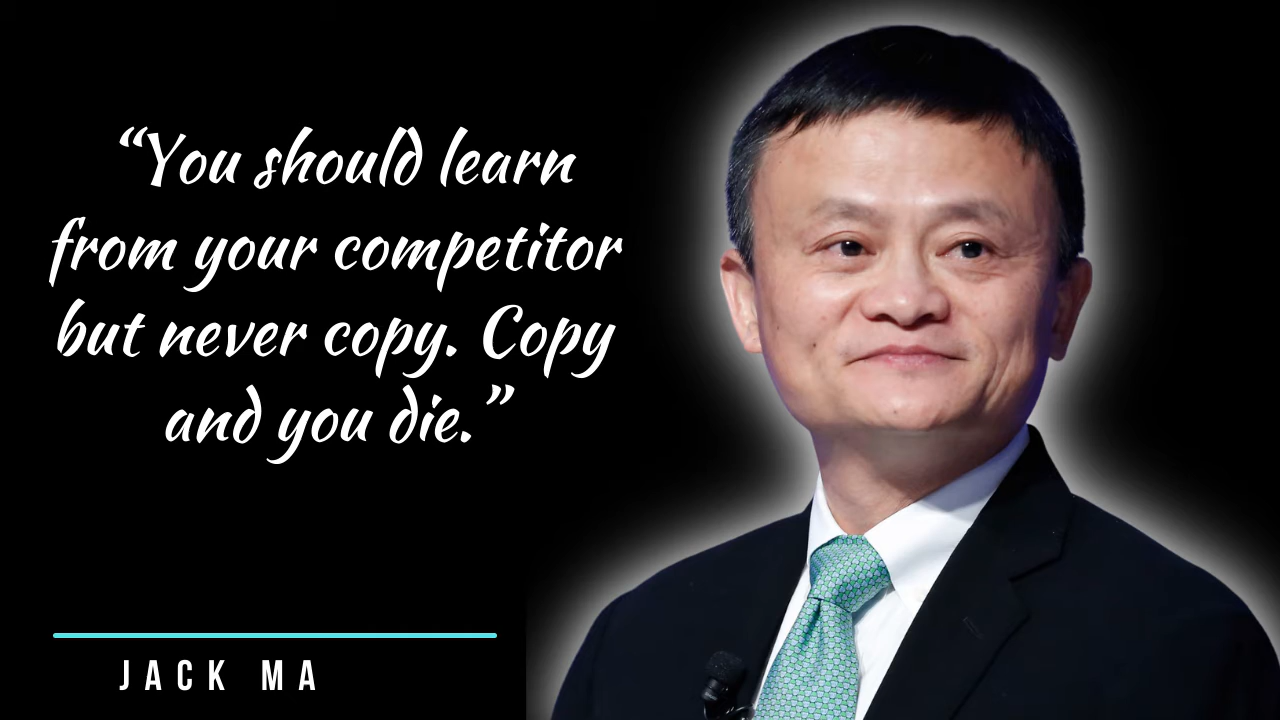 “You should learn
from your competitor
but never copy. Copy
and you die.”
JACK MA